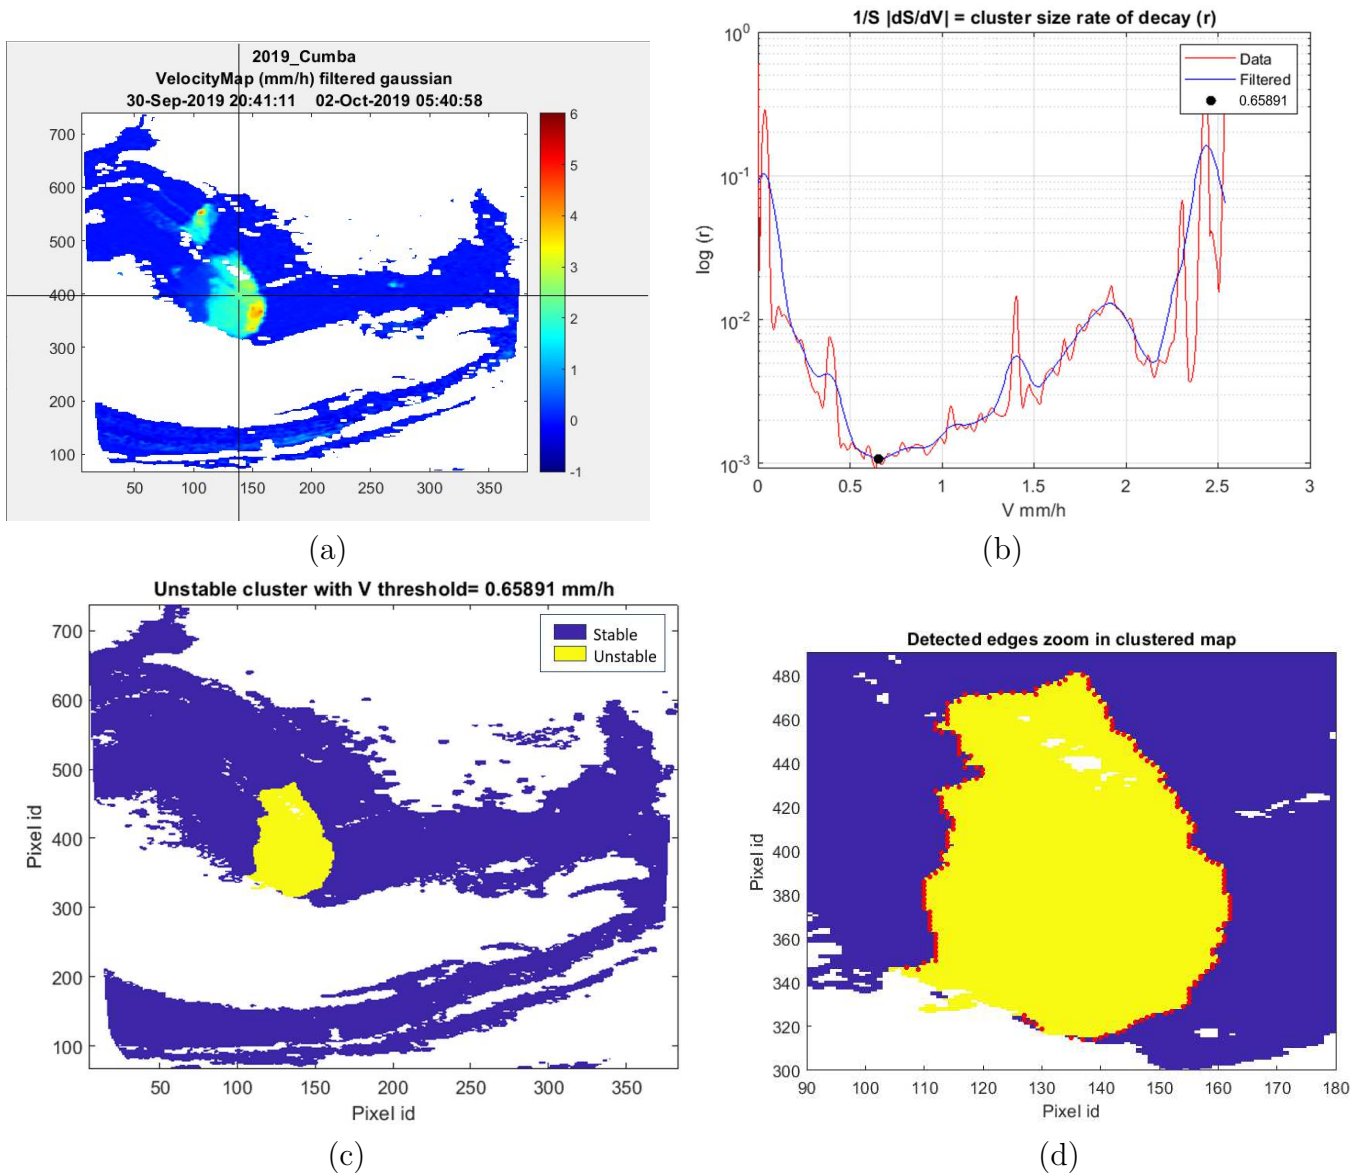 2019_Cumba
VelocityMap (mm/h) filtered gaussian
30-Sep-2019 20:41:11 02-Oct-2019 05:40:58
700
600
500
400
300
200
100
50 100 150 200 250 300 350
6
5
4
3
2
1
0
-1
(a)
1/S |dS/dV| = cluster size rate of decay (r)
Data
Filtered
0.65891
log (r)
10^0
10^-1
10^-2
10^-3
0 0.5 1 1.5 2 2.5 3
V mm/h
(b)
Unstable cluster with V threshold= 0.65891 mm/h
Stable
Unstable
Pixel id
700
600
500
400
300
200
100
50 100 150 200 250 300 350
Pixel id
(c)
Detected edges zoom in clustered map
Pixel id
480
460
440
420
400
380
360
340
320
300
90 100 110 120 130 140 150 160 170 180
Pixel id
(d)